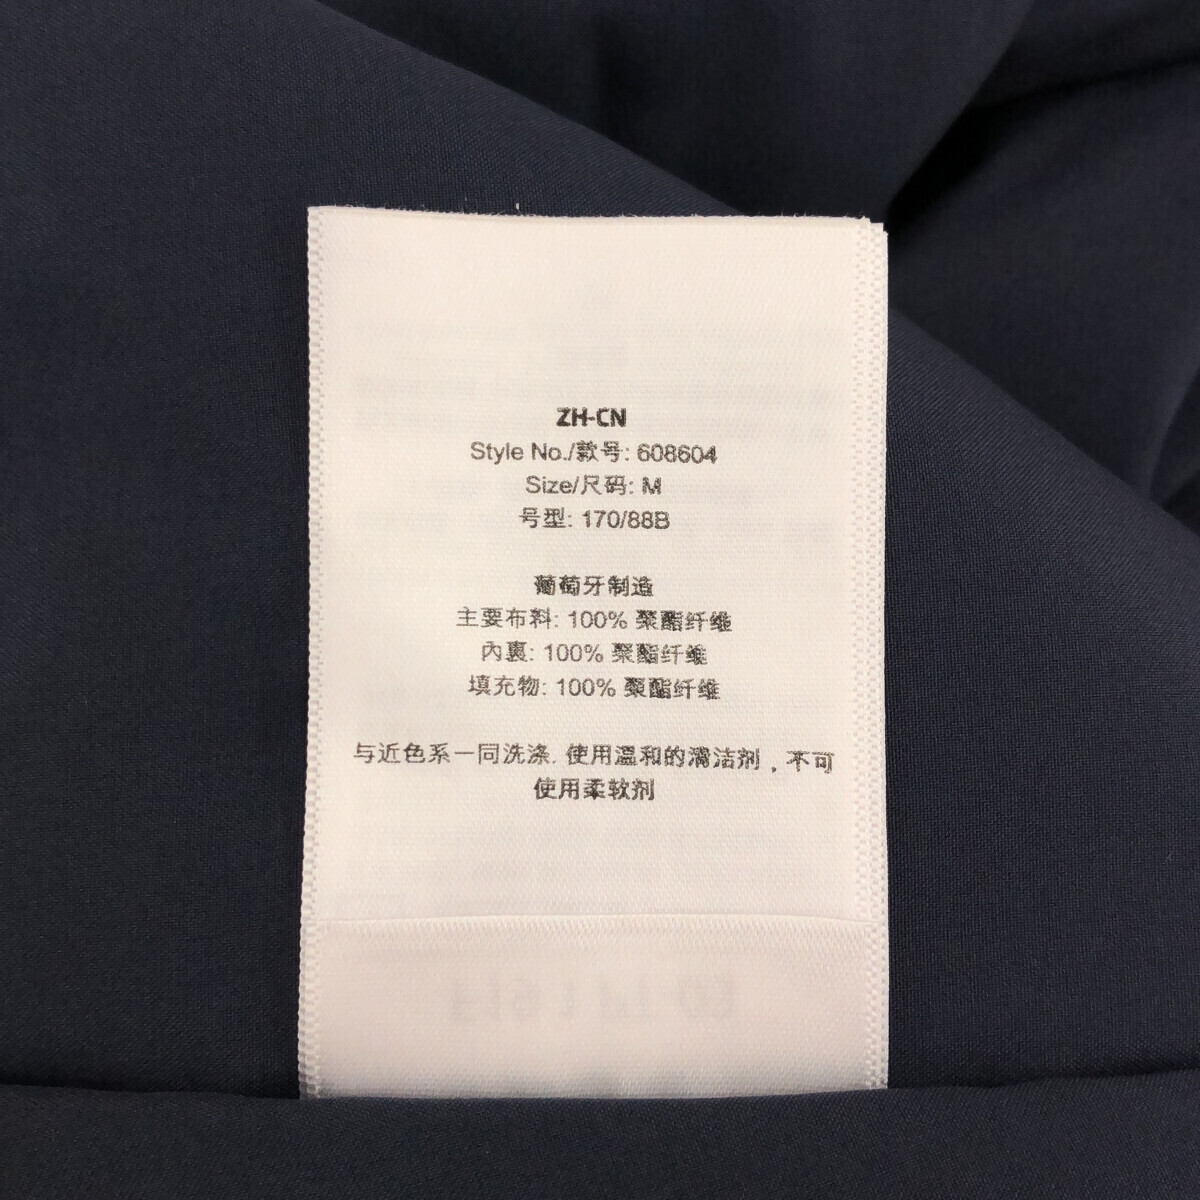 ZH-CN
Style No./款号: 608604
Size/尺码: M
号型: 170/88B
葡萄牙制造
主要布料: 100% 聚酯纤维
內裏: 100% 聚酯纤维
填充物: 100% 聚酯纤维
与近色系一同洗涤. 使用溫和的清洁剂，不可
使用柔软剂